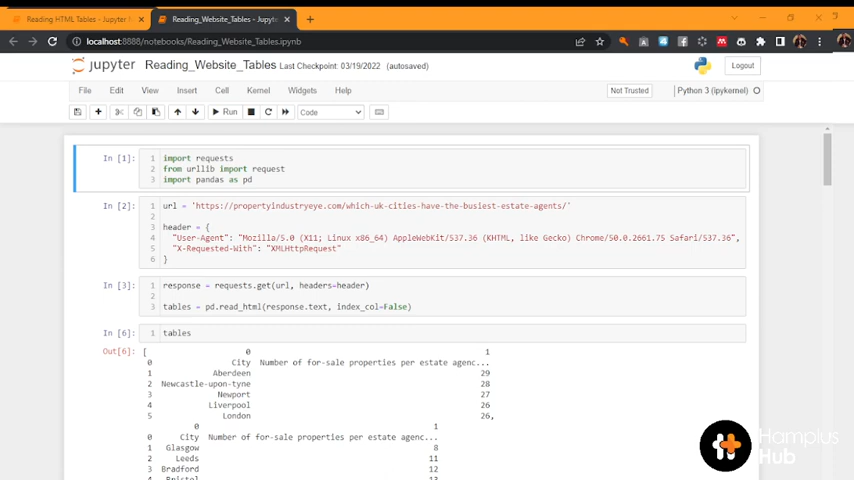 Reading HTML Tables - Jupyter N
Reading_Website_Tables - Jupyte
localhost:8888/notebooks/Reading_Website_Tables.ipynb
jupyter Reading_Website_Tables Last Checkpoint: 03/19/2022 (autosaved)
Logout
File Edit View Insert Cell Kernel Widgets Help
Not Trusted
Python 3 (ipykernel)
Run
Code
In [1]:
1 import requests
2 from urllib import request
3 import pandas as pd
In [2]:
1 url = 'https://propertyindustryeye.com/which-uk-cities-have-the-busiest-estate-agents/'
2
3 header = {
4 "User-Agent": "Mozilla/5.0 (X11; Linux x86_64) AppleWebKit/537.36 (KHTML, like Gecko) Chrome/50.0.2661.75 Safari/537.36",
5 "X-Requested-With": "XMLHttpRequest"
6 }
In [3]:
1 response = requests.get(url, headers=header)
2
3 tables = pd.read_html(response.text, index_col=False)
In [6]:
1 tables
Out[6]:
[ 0 1
0 City Number of for-sale properties per estate agenc...
1 Aberdeen 29
2 Newcastle-upon-tyne 28
3 Newport 27
4 Liverpool 26
5 London 26,
0 1
0 City Number of for-sale properties per estate agenc...
1 Glasgow 8
2 Leeds 11
3 Bradford 12
4 Bristol 13
Hamplus
Hub